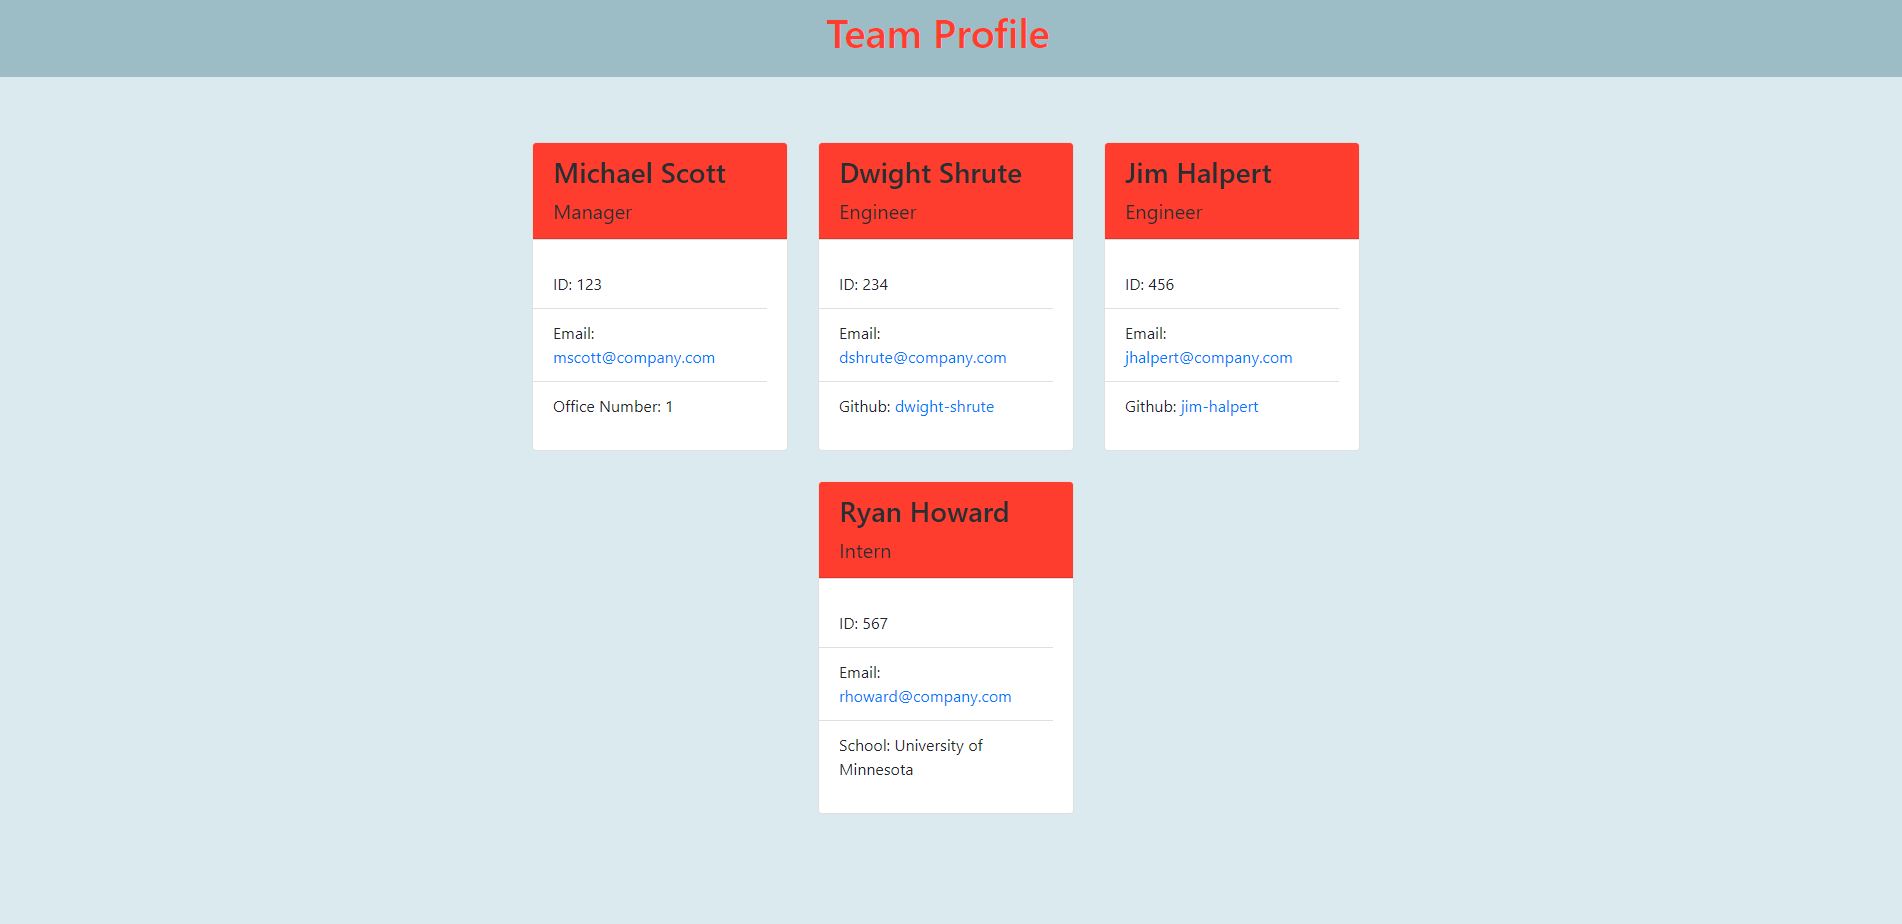 Team Profile
Michael Scott
Manager
ID: 123
Email:
mscott@company.com
Office Number: 1
Dwight Shrute
Engineer
ID: 234
Email:
dshrute@company.com
Github: dwight-shrute
Jim Halpert
Engineer
ID: 456
Email:
jhalpert@company.com
Github: jim-halpert
Ryan Howard
Intern
ID: 567
Email:
rhoward@company.com
School: University of
Minnesota